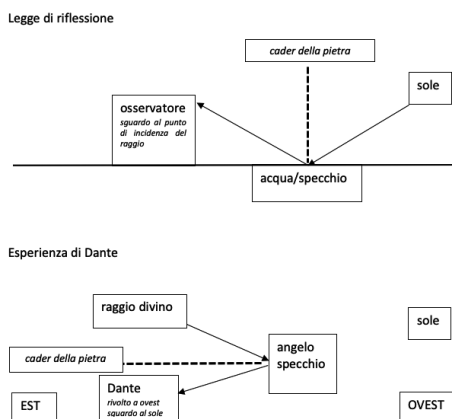 Legge di riflessione
cader della pietra
sole
osservatore
sguardo al punto
di incidenza del
raggio
acqua/specchio
Esperienza di Dante
raggio divino
sole
angelo
specchio
cader della pietra
Dante
rivolto a ovest
sguardo al sole
EST
OVEST